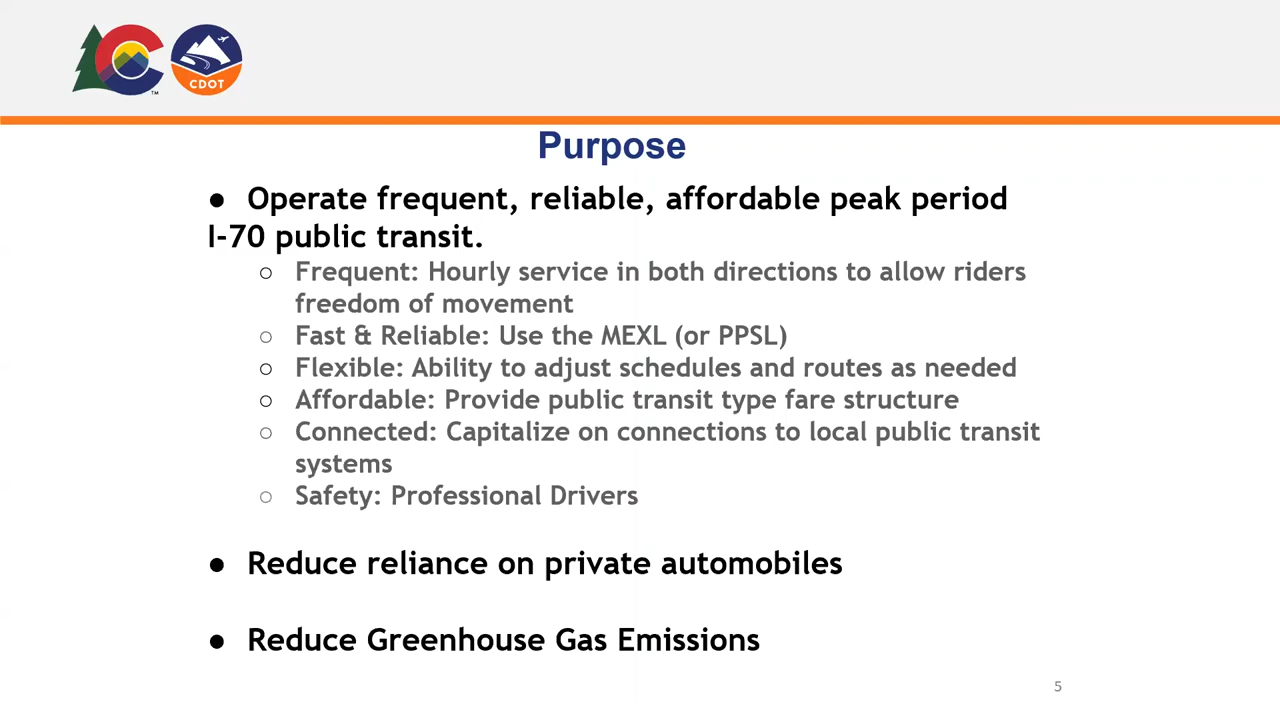 CDOT
TM
Purpose
● Operate frequent, reliable, affordable peak period
I-70 public transit.
○ Frequent: Hourly service in both directions to allow riders
freedom of movement
○ Fast & Reliable: Use the MEXL (or PPSL)
○ Flexible: Ability to adjust schedules and routes as needed
○ Affordable: Provide public transit type fare structure
○ Connected: Capitalize on connections to local public transit
systems
○ Safety: Professional Drivers
● Reduce reliance on private automobiles
● Reduce Greenhouse Gas Emissions
5